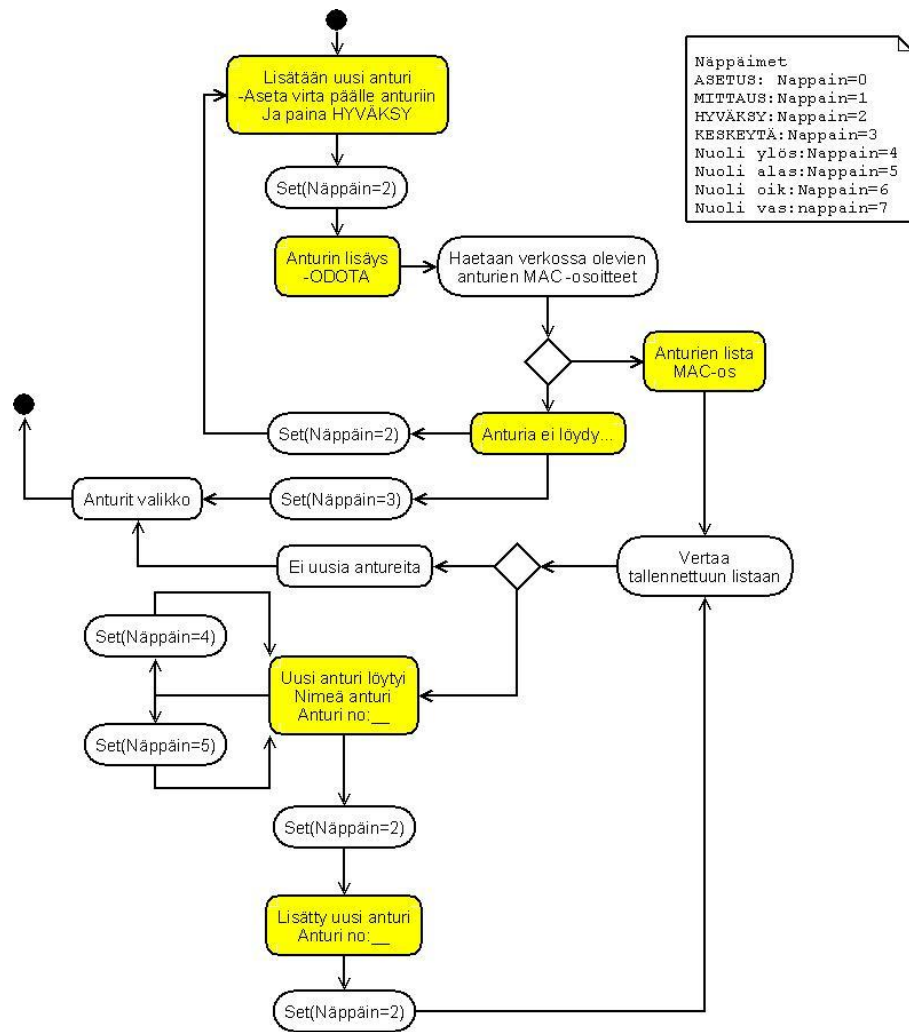 Lisätään uusi anturi
-Aseta virta päälle anturiin
Ja paina HYVÄKSY
Näppäimet
ASETUS: Nappain=0
MITTAUS:Nappain=1
HYVÄKSY:Nappain=2
KESKEYTÄ:Nappain=3
Nuoli ylös:Nappain=4
Nuoli alas:Nappain=5
Nuoli oik:Nappain=6
Nuoli vas:nappain=7
Set(Näppäin=2)
Anturin lisäys
-ODOTA
Haetaan verkossa olevien
anturien MAC-osoitteet
Anturien lista
MAC-os
Set(Näppäin=2)
Anturia ei löydy...
Anturit valikko
Set(Näppäin=3)
Ei uusia antureita
Vertaa
tallennettuun listaan
Set(Näppäin=4)
Uusi anturi löytyi
Nimeä anturi
Anturi no:__
Set(Näppäin=5)
Set(Näppäin=2)
Lisätty uusi anturi
Anturi no:__
Set(Näppäin=2)